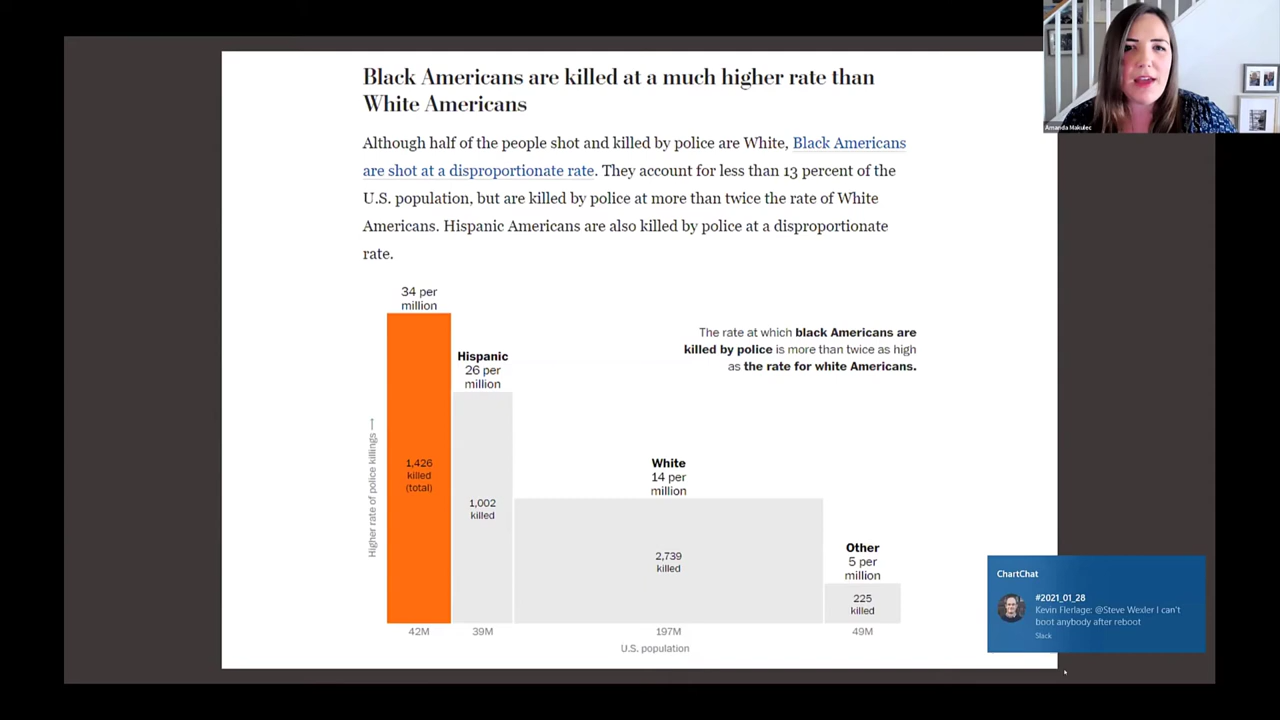 Black Americans are killed at a much higher rate than
White Americans
Although half of the people shot and killed by police are White, Black Americans
are shot at a disproportionate rate. They account for less than 13 percent of the
U.S. population, but are killed by police at more than twice the rate of White
Americans. Hispanic Americans are also killed by police at a disproportionate
rate.
34 per
million
Hispanic
26 per
million
The rate at which black Americans are
killed by police is more than twice as high
as the rate for white Americans.
White
14 per
million
Other
5 per
million
Higher rate of police killings →
1,426
killed
(total)
1,002
killed
2,739
killed
225
killed
42M
39M
197M
49M
U.S. population
Amanda Makulec
ChartChat
#2021_01_28
Kevin Flerlage: @Steve Wexler I can't
boot anybody after reboot
Slack